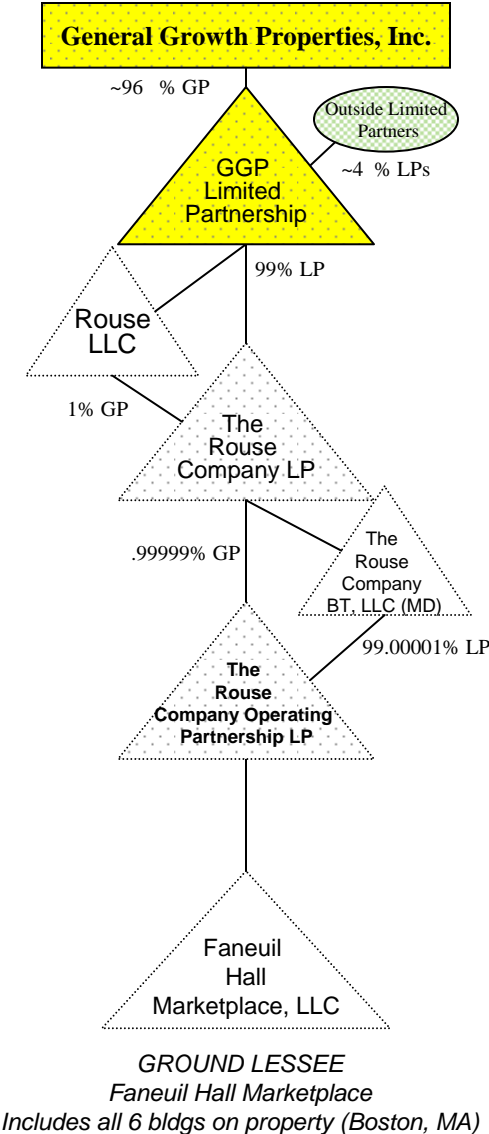 General Growth Properties, Inc.
~96 % GP
Outside Limited
Partners
~4 % LPs
GGP
Limited
Partnership
99% LP
Rouse
LLC
1% GP
The
Rouse
Company LP
The
Rouse
Company
BT, LLC (MD)
.99999% GP
99.00001% LP
The
Rouse
Company Operating
Partnership LP
Faneuil
Hall
Marketplace, LLC
GROUND LESSEE
Faneuil Hall Marketplace
Includes all 6 bldgs on property (Boston, MA)